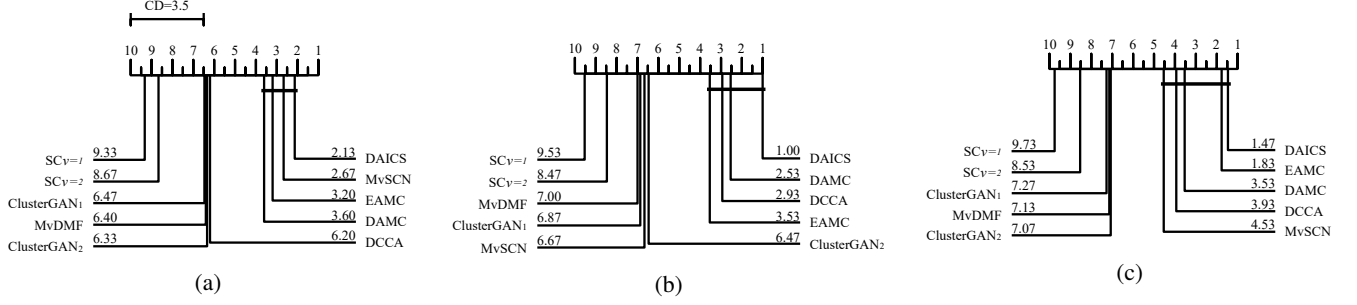 CD=3.5
10 9 8 7 6 5 4 3 2 1
9.33 SCv=1
8.67 SCv=2
6.47 ClusterGAN1
6.40 MvDMF
6.33 ClusterGAN2
2.13 DAICS
2.67 MvSCN
3.20 EAMC
3.60 DAMC
6.20 DCCA
(a)
10 9 8 7 6 5 4 3 2 1
9.53 SCv=1
8.47 SCv=2
7.00 MvDMF
6.87 ClusterGAN1
6.67 MvSCN
1.00 DAICS
2.53 DAMC
2.93 DCCA
3.53 EAMC
6.47 ClusterGAN2
(b)
10 9 8 7 6 5 4 3 2 1
9.73 SCv=1
8.53 SCv=2
7.27 ClusterGAN1
7.13 MvDMF
7.07 ClusterGAN2
1.47 DAICS
1.83 EAMC
3.53 DAMC
3.93 DCCA
4.53 MvSCN
(c)